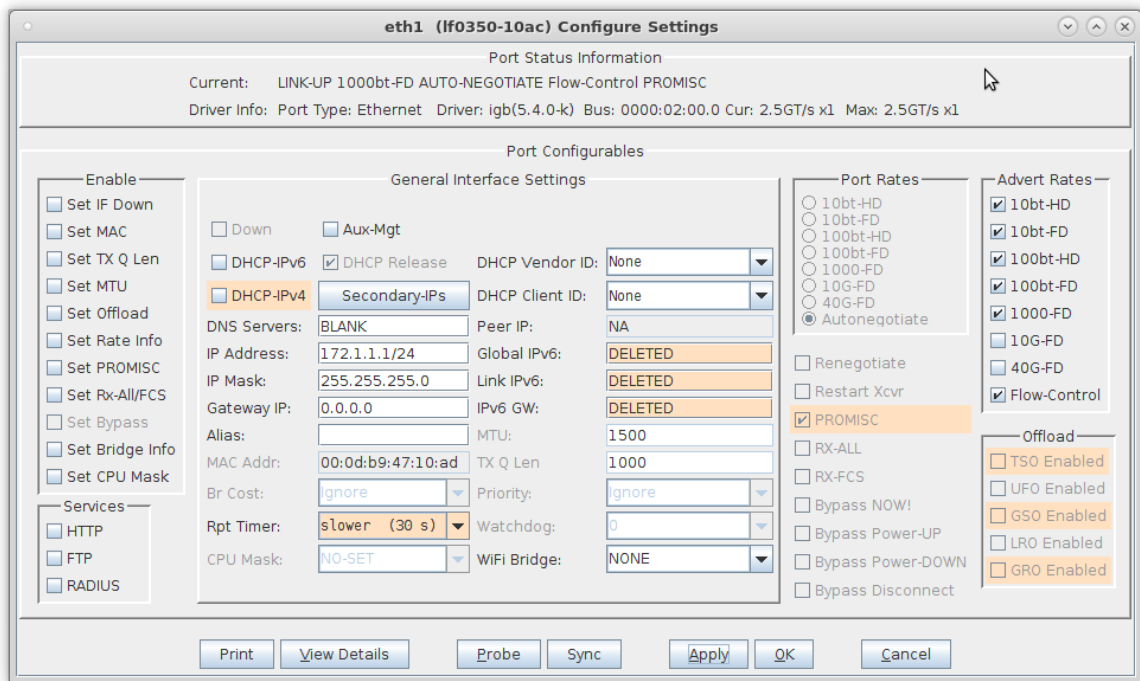 eth1 (lf0350-10ac) Configure Settings
Port Status Information
Current: LINK-UP 1000bt-FD AUTO-NEGOTIATE Flow-Control PROMISC
Driver Info: Port Type: Ethernet Driver: igb(5.4.0-k) Bus: 0000:02:00.0 Cur: 2.5GT/s x1 Max: 2.5GT/s x1
Port Configurables
Enable
Set IF Down
Set MAC
Set TX Q Len
Set MTU
Set Offload
Set Rate Info
Set PROMISC
Set Rx-All/FCS
Set Bypass
Set Bridge Info
Set CPU Mask
Services
HTTP
FTP
RADIUS
General Interface Settings
Down Aux-Mgt
DHCP-IPv6 DHCP Release DHCP Vendor ID: None
DHCP-IPv4 Secondary-IPs DHCP Client ID: None
DNS Servers: BLANK Peer IP: NA
IP Address: 172.1.1.1/24 Global IPv6: DELETED
IP Mask: 255.255.255.0 Link IPv6: DELETED
Gateway IP: 0.0.0.0 IPv6 GW: DELETED
Alias: MTU: 1500
MAC Addr: 00:0d:b9:47:10:ad TX Q Len 1000
Br Cost: Ignore Priority: Ignore
Rpt Timer: slower (30 s) Watchdog: 0
CPU Mask: NO-SET WiFi Bridge: NONE
Port Rates
10bt-HD
10bt-FD
100bt-HD
100bt-FD
1000-FD
10G-FD
40G-FD
Autonegotiate
Renegotiate
Restart Xcvr
PROMISC
RX-ALL
RX-FCS
Bypass NOW!
Bypass Power-UP
Bypass Power-DOWN
Bypass Disconnect
Advert Rates
10bt-HD
10bt-FD
100bt-HD
100bt-FD
1000-FD
10G-FD
40G-FD
Flow-Control
Offload
TSO Enabled
UFO Enabled
GSO Enabled
LRO Enabled
GRO Enabled
Print View Details Probe Sync Apply OK Cancel